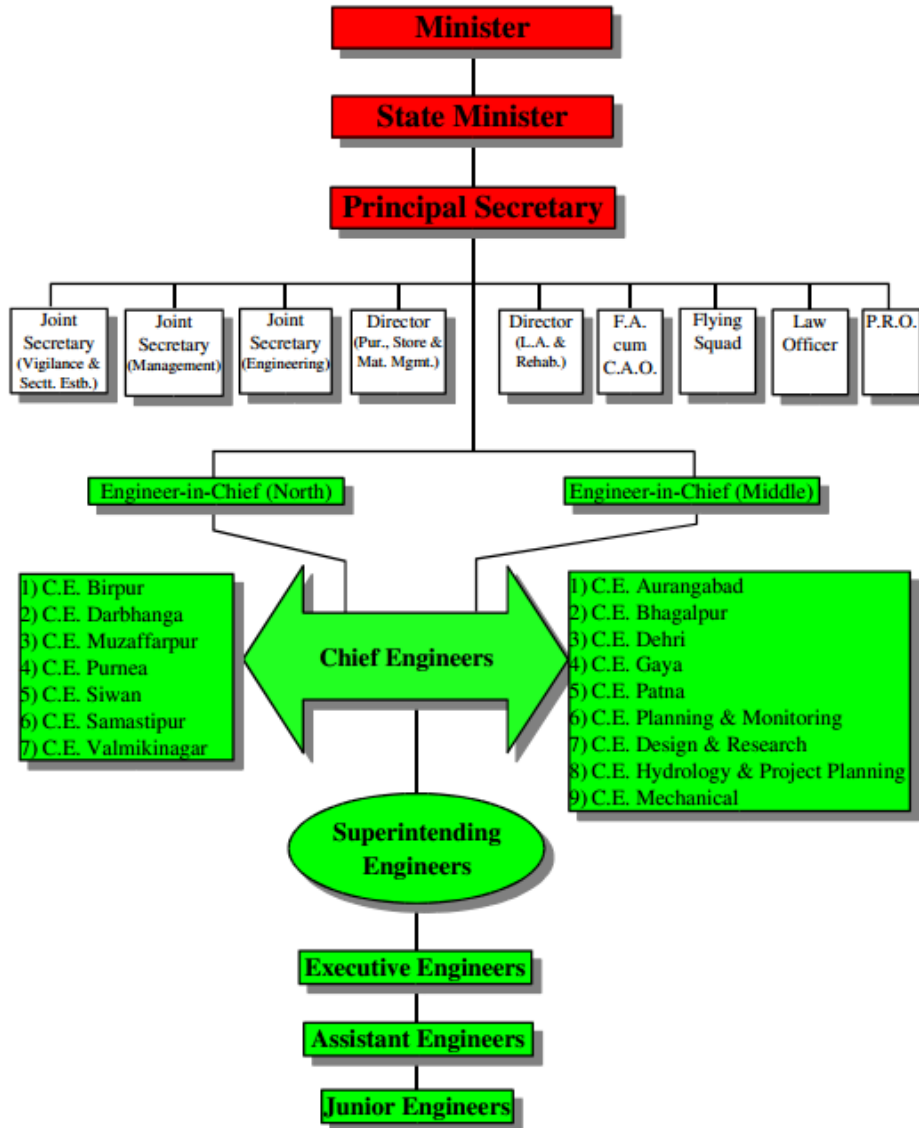 Minister
State Minister
Principal Secretary
Joint
Secretary
(Vigilance &
Sectt. Estb.)
Joint
Secretary
(Management)
Joint
Secretary
(Engineering)
Director
(Pur., Store &
Mat. Mgmt.)
Director
(L.A. &
Rehab.)
F.A.
cum
C.A.O.
Flying
Squad
Law
Officer
P.R.O.
Engineer-in-Chief (North)
Engineer-in-Chief (Middle)
1) C.E. Birpur
2) C.E. Darbhanga
3) C.E. Muzaffarpur
4) C.E. Purnea
5) C.E. Siwan
6) C.E. Samastipur
7) C.E. Valmikinagar
Chief Engineers
1) C.E. Aurangabad
2) C.E. Bhagalpur
3) C.E. Dehri
4) C.E. Gaya
5) C.E. Patna
6) C.E. Planning & Monitoring
7) C.E. Design & Research
8) C.E. Hydrology & Project Planning
9) C.E. Mechanical
Superintending
Engineers
Executive Engineers
Assistant Engineers
Junior Engineers